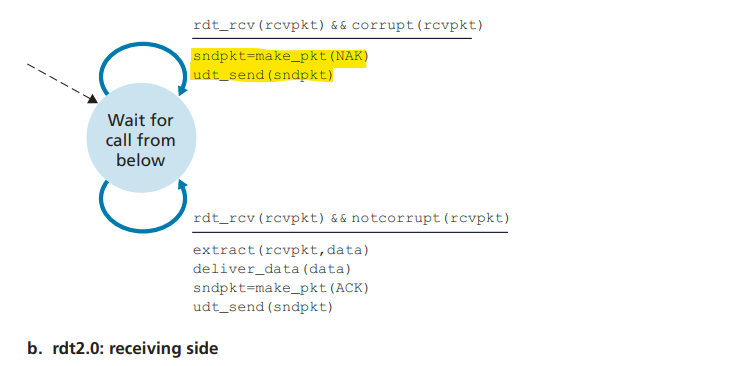 rdt_rcv(rcvpkt) && corrupt(rcvpkt)
sndpkt=make_pkt(NAK)
udt_send(sndpkt)
Wait for
call from
below
rdt_rcv(rcvpkt) && notcorrupt(rcvpkt)
extract(rcvpkt,data)
deliver_data(data)
sndpkt=make_pkt(ACK)
udt_send(sndpkt)
b. rdt2.0: receiving side